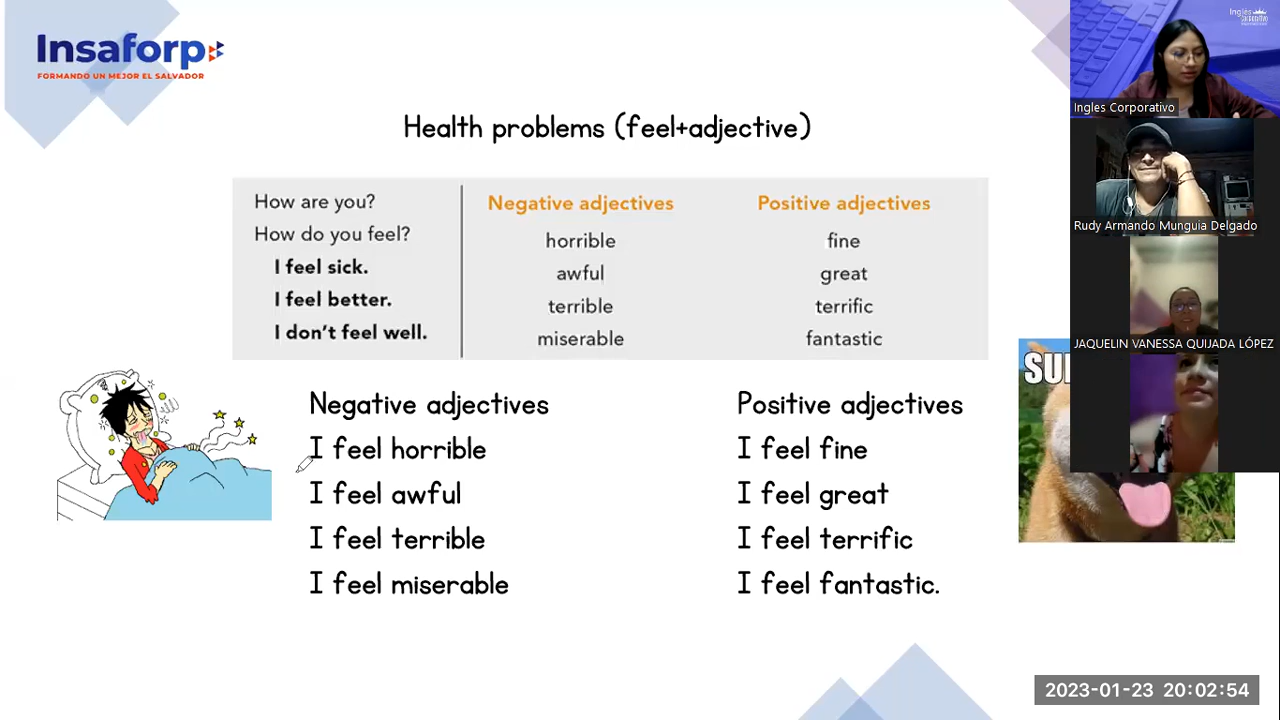 Insaforp
FORMANDO UN MEJOR EL SALVADOR
Health problems (feel+adjective)
How are you?
How do you feel?
I feel sick.
I feel better.
I don't feel well.
Negative adjectives
horrible
awful
terrible
miserable
Positive adjectives
fine
great
terrific
fantastic
Negative adjectives
I feel horrible
I feel awful
I feel terrible
I feel miserable
Positive adjectives
I feel fine
I feel great
I feel terrific
I feel fantastic.
SU
Ingles Corporativo
Rudy Armando Munguia Delgado
JAQUELIN VANESSA QUIJADA LÓPEZ
2023-01-23 20:02:54